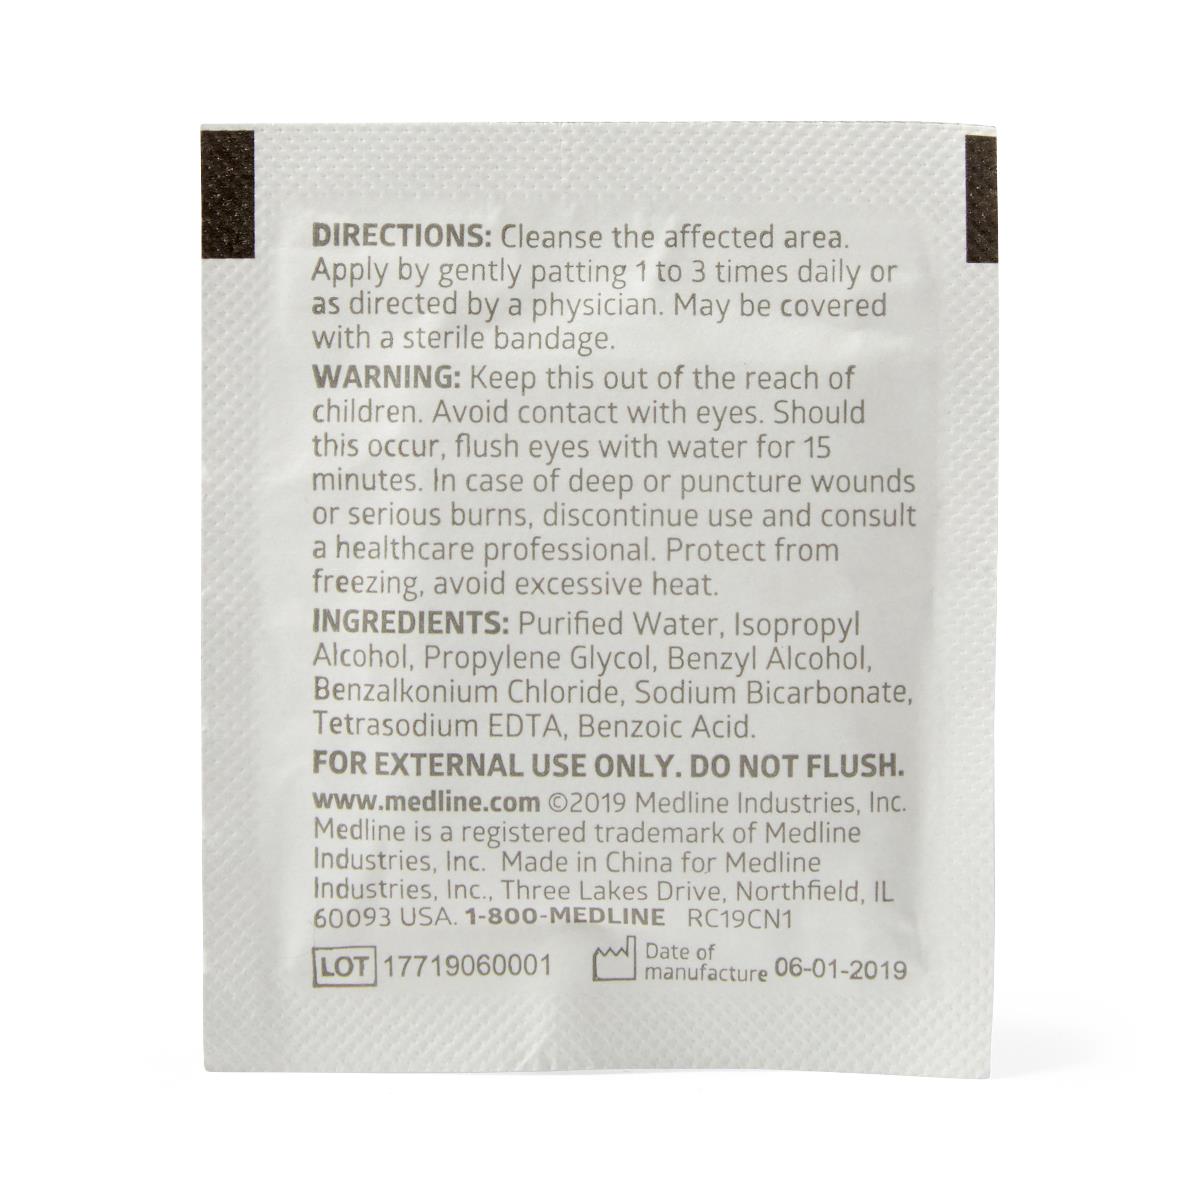 DIRECTIONS: Cleanse the affected area.
Apply by gently patting 1 to 3 times daily or
as directed by a physician. May be covered
with a sterile bandage.
WARNING: Keep this out of the reach of
children. Avoid contact with eyes. Should
this occur, flush eyes with water for 15
minutes. In case of deep or puncture wounds
or serious burns, discontinue use and consult
a healthcare professional. Protect from
freezing, avoid excessive heat.
INGREDIENTS: Purified Water, Isopropyl
Alcohol, Propylene Glycol, Benzyl Alcohol,
Benzalkonium Chloride, Sodium Bicarbonate,
Tetrasodium EDTA, Benzoic Acid.
FOR EXTERNAL USE ONLY. DO NOT FLUSH.
www.medline.com ©2019 Medline Industries, Inc.
Medline is a registered trademark of Medline
Industries, Inc. Made in China for Medline
Industries, Inc., Three Lakes Drive, Northfield, IL
60093 USA. 1-800-MEDLINE RC19CN1
LOT 17719060001 Date of
manufacture 06-01-2019